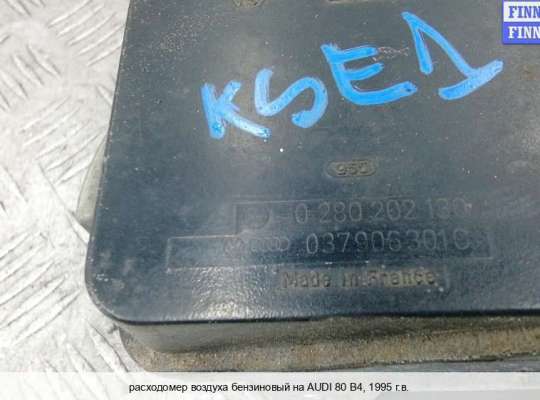 FINN
FINN
KSE1
952
0 280 202 130
037906301C
Made in France
расходомер воздуха бензиновый на AUDI 80 B4, 1995 г.в.